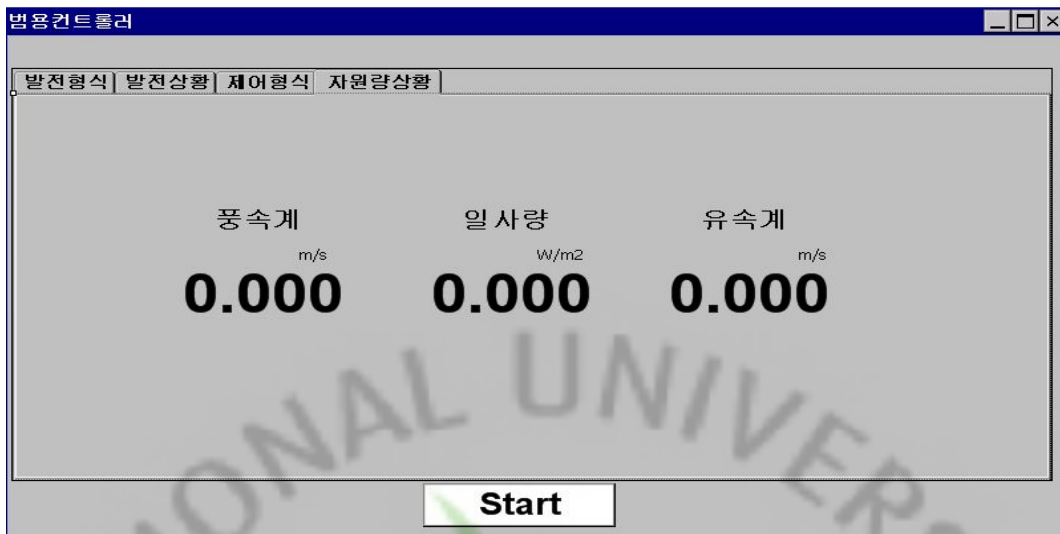 범용컨트롤러
발전형식 발전상황 제어형식 자원량상황
풍속계 일사량 유속계
m/s W/m2 m/s
0.000 0.000 0.000
IONAL UNIVERS
Start